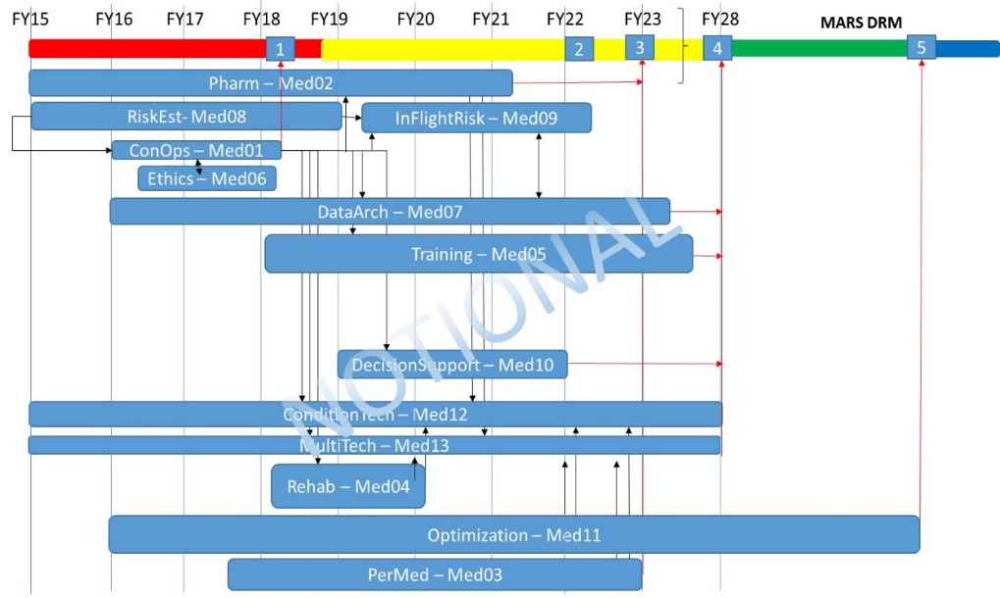 FY15 FY16 FY17 FY18 FY19 FY20 FY21 FY22 FY23 FY28 MARS DRM
1 2 3 4 5
Pharm – Med02
RiskEst- Med08 InFlightRisk – Med09
ConOps – Med01
Ethics – Med06
DataArch – Med07
Training – Med05
NOTIONAL
DecisionSupport – Med10
ConditionTech – Med12
MultiTech – Med13
Rehab – Med04
Optimization – Med11
PerMed – Med03